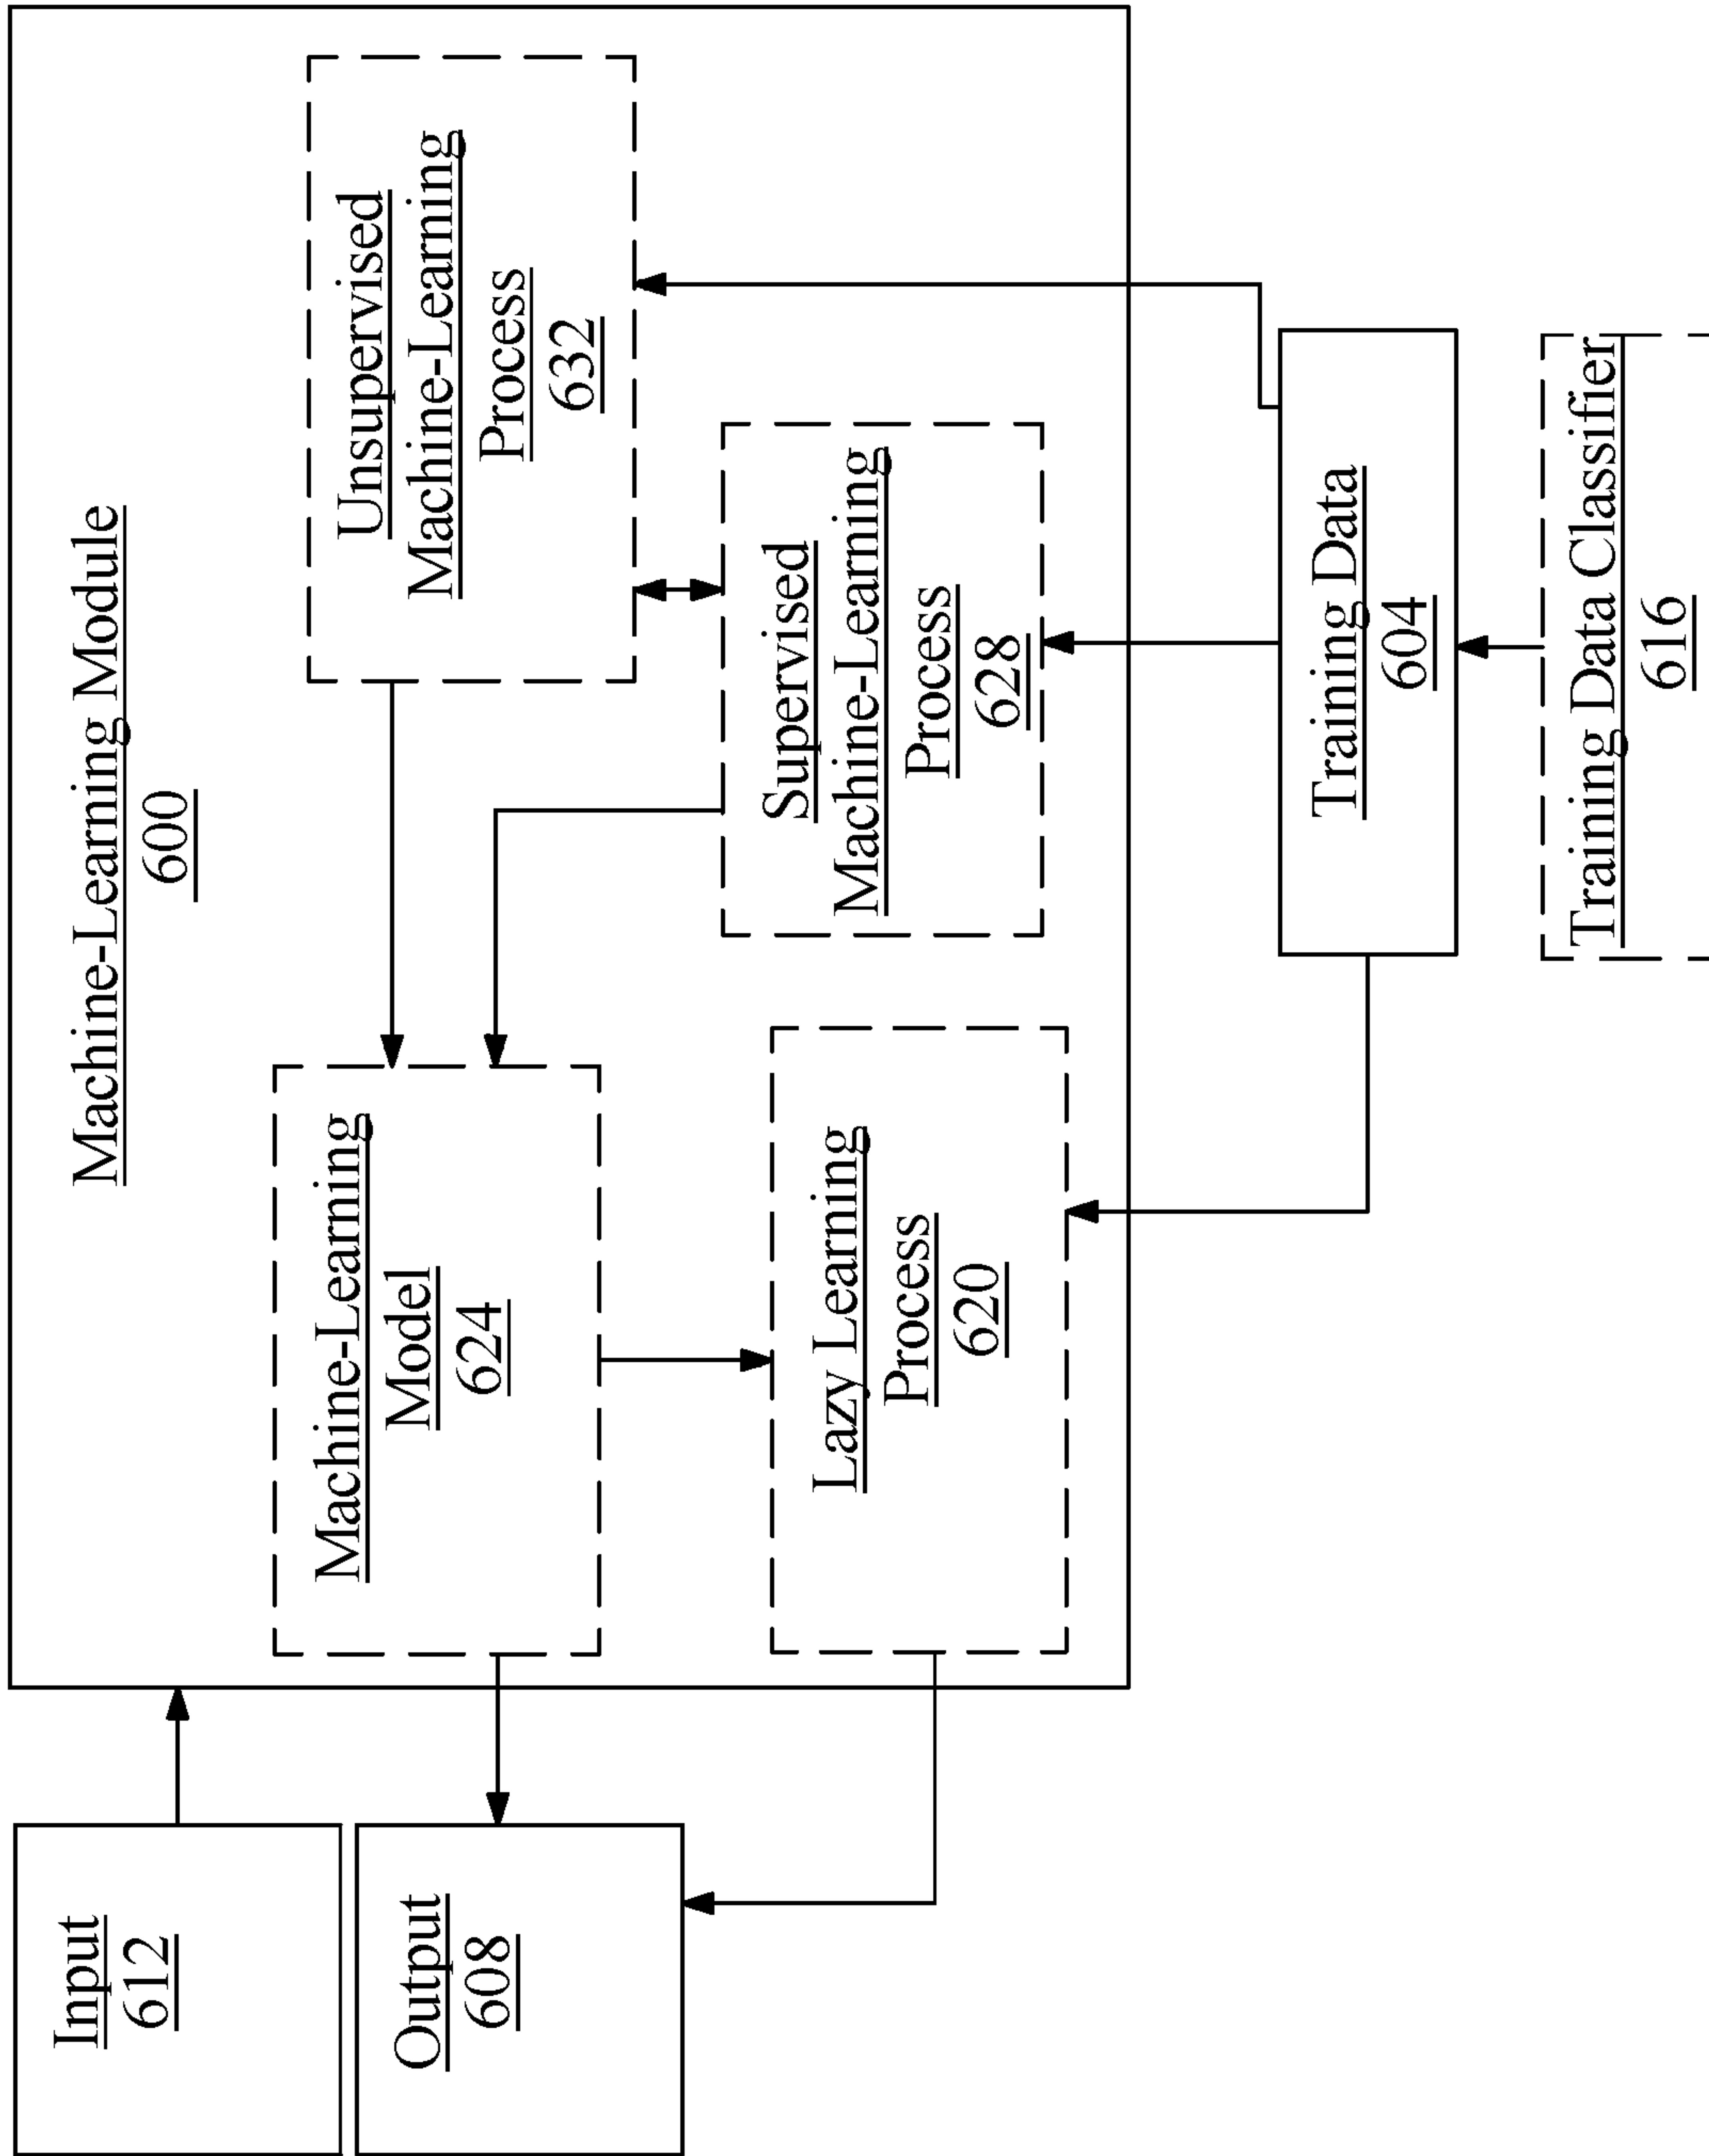 Machine-Learning Module
600
Input
612
Output
608
Machine-Learning
Model
624
Unsupervised
Machine-Learning
Process
632
Lazy Learning
Process
620
Supervised
Machine-Learning
Process
628
Training Data
604
Training Data Classifier
616